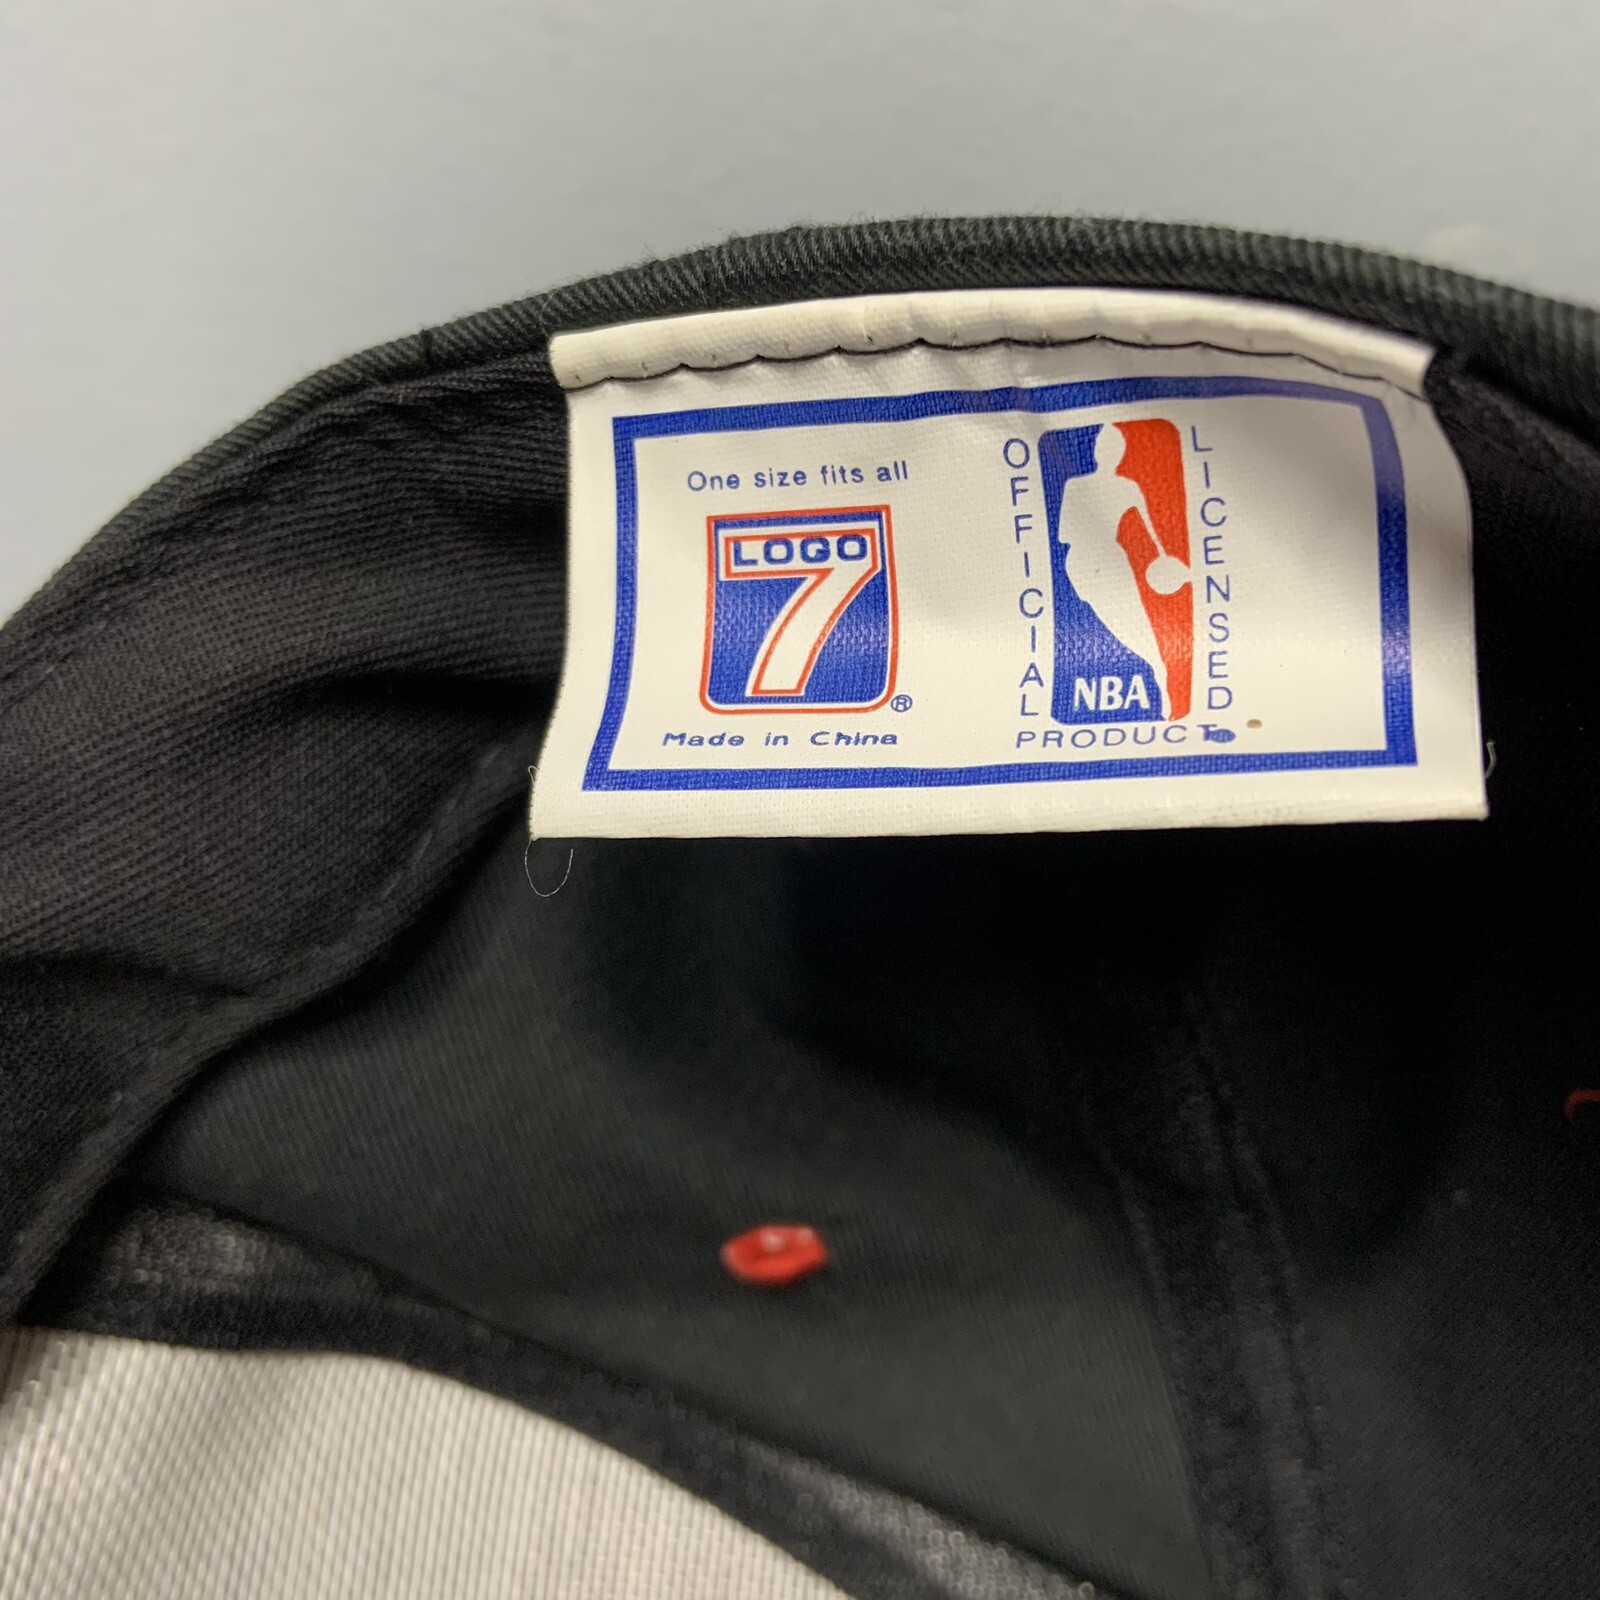 One size fits all
LOGO
7
®
Made in China
OFFICIAL
NBA
LICENSED
PRODUCT